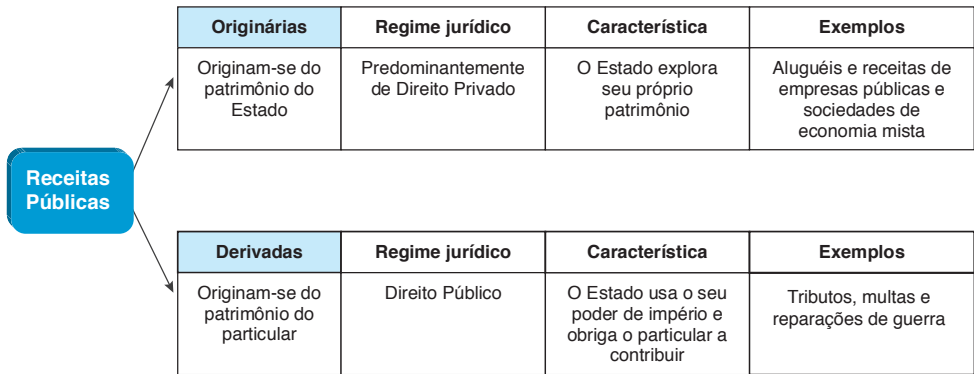 Receitas
Públicas
Originárias
Regime jurídico
Característica
Exemplos
Originam-se do
patrimônio do
Estado
Predominantemente
de Direito Privado
O Estado explora
seu próprio
patrimônio
Aluguéis e receitas de
empresas públicas e
sociedades de
economia mista
Derivadas
Regime jurídico
Característica
Exemplos
Originam-se do
patrimônio do
particular
Direito Público
O Estado usa o seu
poder de império e
obriga o particular a
contribuir
Tributos, multas e
reparações de guerra